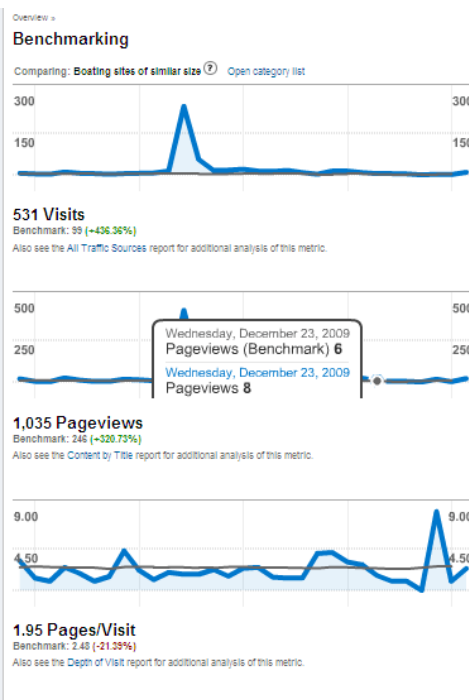 Overview »
Benchmarking
Comparing: Boating sites of similar size ? Open category list
300 300
150 150
531 Visits
Benchmark: 99 (+436.36%)
Also see the All Traffic Sources report for additional analysis of this metric.
500 500
250 250
Wednesday, December 23, 2009
Pageviews (Benchmark) 6
Wednesday, December 23, 2009
Pageviews 8
1,035 Pageviews
Benchmark: 246 (+320.73%)
Also see the Content by Title report for additional analysis of this metric.
9.00 9.00
4.50 4.50
1.95 Pages/Visit
Benchmark: 2.48 (-21.39%)
Also see the Depth of Visit report for additional analysis of this metric.